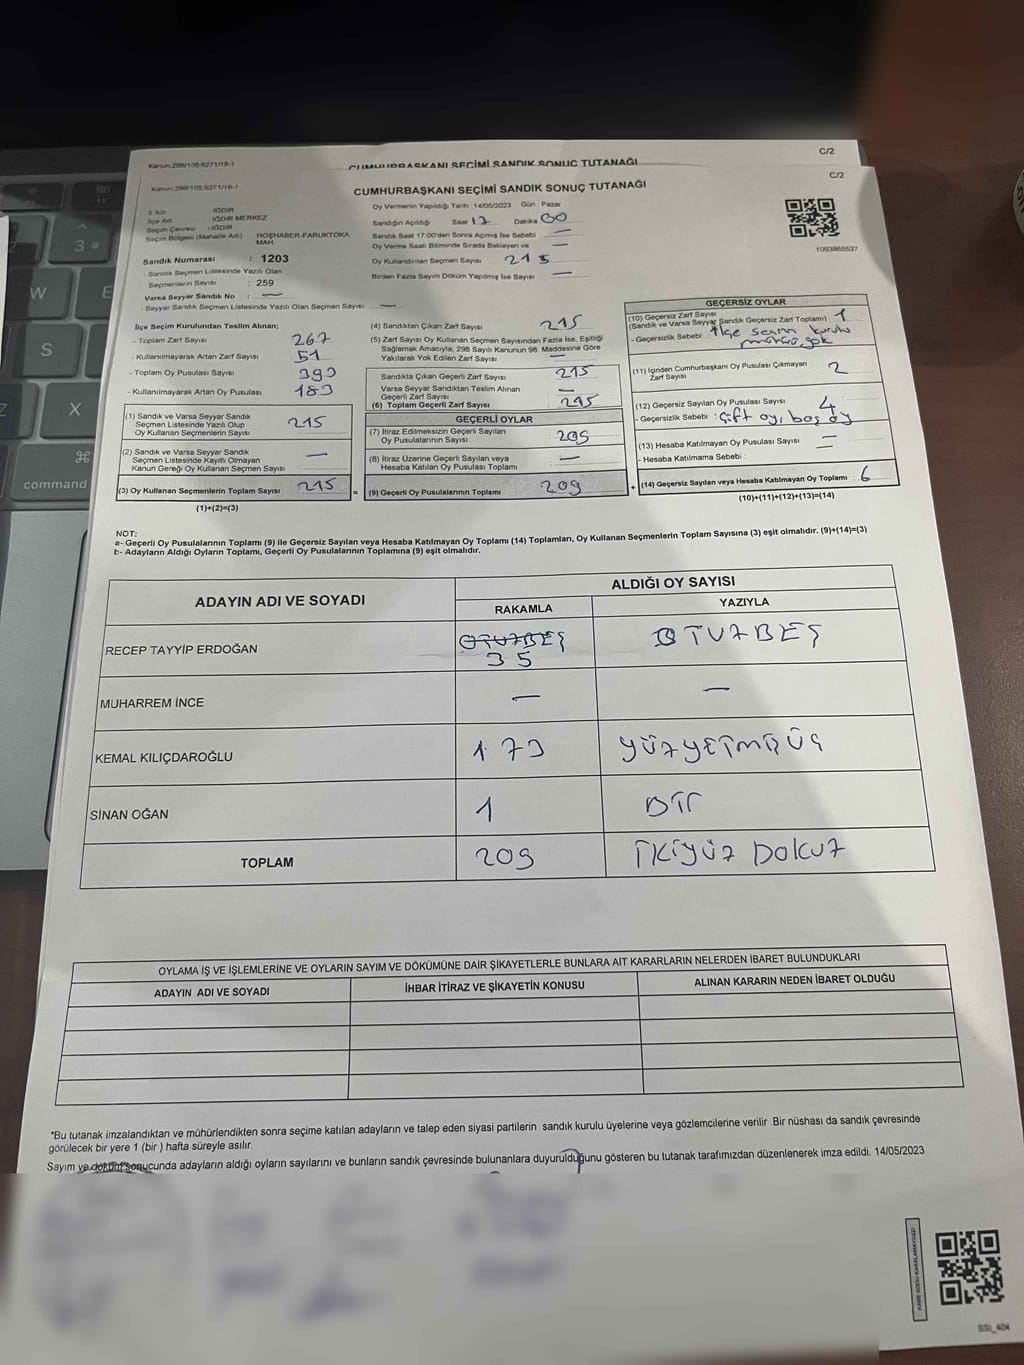 Kanun;298/105;6271/18-1
CUMHURBAŞKANI SEÇİMİ SANDIK SONUÇ TUTANAĞI
C/2
Kanun;298/105;6271/18-1
CUMHURBAŞKANI SEÇİMİ SANDIK SONUÇ TUTANAĞI
C/2
İl Adı : IĞDIR
İlçe Adı : IĞDIR MERKEZ
Seçim Çevresi : IĞDIR
Seçim Bölgesi (Mahalle Adı) : HOŞHABER-FARUKTOKA MAH
Sandık Numarası : 1203
- Sandık Seçmen Listesinde Yazılı Olan
Seçmenlerin Sayısı : 259
Varsa Seyyar Sandık No : —
- Seyyar Sandık Seçmen Listesinde Yazılı Olan Seçmen Sayısı : —
Oy Vermenin Yapıldığı Tarih : 14/05/2023 Gün : Pazar
Sandığın Açıldığı Saat 17 Dakika 00
Sandık Saat 17:00'den Sonra Açılmış İse Sebebi —
Oy Verme Saati Bitiminde Sırada Bekleyen ve —
Oy Kullandırılan Seçmen Sayısı 215
Birden Fazla Sayım Döküm Yapılmış İse Sayısı —
1093865537
İlçe Seçim Kurulundan Teslim Alınan;
- Toplam Zarf Sayısı 267
- Kullanılmayarak Artan Zarf Sayısı 51
- Toplam Oy Pusulası Sayısı 393
- Kullanılmayarak Artan Oy Pusulası 183
(1) Sandık ve Varsa Seyyar Sandık
Seçmen Listesinde Yazılı Olup
Oy Kullanan Seçmenlerin Sayısı 215
(2) Sandık ve Varsa Seyyar Sandık
Seçmen Listesinde Kayıtlı Olmayan
Kanun Gereği Oy Kullanan Seçmen Sayısı —
(3) Oy Kullanan Seçmenlerin Toplam Sayısı 215
(1)+(2)=(3)
(4) Sandıktan Çıkan Zarf Sayısı 215
(5) Zarf Sayısı Oy Kullanan Seçmen Sayısından Fazla İse, Eşitliği
Sağlamak Amacıyla; 298 Sayılı Kanunun 98. Maddesine Göre
Yakılarak Yok Edilen Zarf Sayısı —
Sandıkta Çıkan Geçerli Zarf Sayısı 215
Varsa Seyyar Sandıktan Teslim Alınan
Geçerli Zarf Sayısı —
(6) Toplam Geçerli Zarf Sayısı 215
GEÇERLİ OYLAR
(7) İtiraz Edilmeksizin Geçerli Sayılan
Oy Pusulalarının Sayısı 209
(8) İtiraz Üzerine Geçerli Sayılan veya
Hesaba Katılan Oy Pusulası Toplamı —
= (9) Geçerli Oy Pusulalarının Toplamı 209
GEÇERSİZ OYLAR
(10) Geçersiz Zarf Sayısı
(Sandık ve Varsa Seyyar Sandık Geçersiz Zarf Toplamı) 1
- Geçersizlik Sebebi : ilçe seçim kurulu
mührü yok
(11) İçinden Cumhurbaşkanı Oy Pusulası Çıkmayan
Zarf Sayısı 2
(12) Geçersiz Sayılan Oy Pusulası Sayısı 4
- Geçersizlik Sebebi : Çift oy, boş oy
(13) Hesaba Katılmayan Oy Pusulası Sayısı —
- Hesaba Katılmama Sebebi : —
+ (14) Geçersiz Sayılan veya Hesaba Katılmayan Oy Toplamı : 6
(10)+(11)+(12)+(13)=(14)
NOT:
a- Geçerli Oy Pusulalarının Toplamı (9) ile Geçersiz Sayılan veya Hesaba Katılmayan Oy Toplamı (14) Toplamları, Oy Kullanan Seçmenlerin Toplam Sayısına (3) eşit olmalıdır. (9)+(14)=(3)
b- Adayların Aldığı Oyların Toplamı, Geçerli Oy Pusulalarının Toplamına (9) eşit olmalıdır.
ADAYIN ADI VE SOYADI
ALDIĞI OY SAYISI
RAKAMLA YAZIYLA
RECEP TAYYİP ERDOĞAN OTUZBEŞ 35 OTUZBEŞ
MUHARREM İNCE — —
KEMAL KILIÇDAROĞLU 173 YÜZYETMİŞ ÜÇ
SİNAN OĞAN 1 BİR
TOPLAM 209 İKİYÜZ DOKUZ
OYLAMA İŞ VE İŞLEMLERİNE VE OYLARIN SAYIM VE DÖKÜMÜNE DAİR ŞİKAYETLERLE BUNLARA AİT KARARLARIN NELERDEN İBARET BULUNDUKLARI
ADAYIN ADI VE SOYADI İHBAR İTİRAZ VE ŞİKAYETİN KONUSU ALINAN KARARIN NEDEN İBARET OLDUĞU
*Bu tutanak imzalandıktan ve mühürlendikten sonra seçime katılan adayların ve talep eden siyasi partilerin sandık kurulu üyelerine veya gözlemcilerine verilir. Bir nüshası da sandık çevresinde
görülecek bir yere 1 (bir ) hafta süreyle asılır.
Sayım ve döküm sonucunda adayların aldığı oyların sayılarını ve bunların sandık çevresinde bulunanlara duyurulduğunu gösteren bu tutanak tarafımızdan düzenlenerek imza edildi. 14/05/2023
KARE KODU KARALAMAYINIZ!
SSI_404
3
W
E
S
X
Z
command